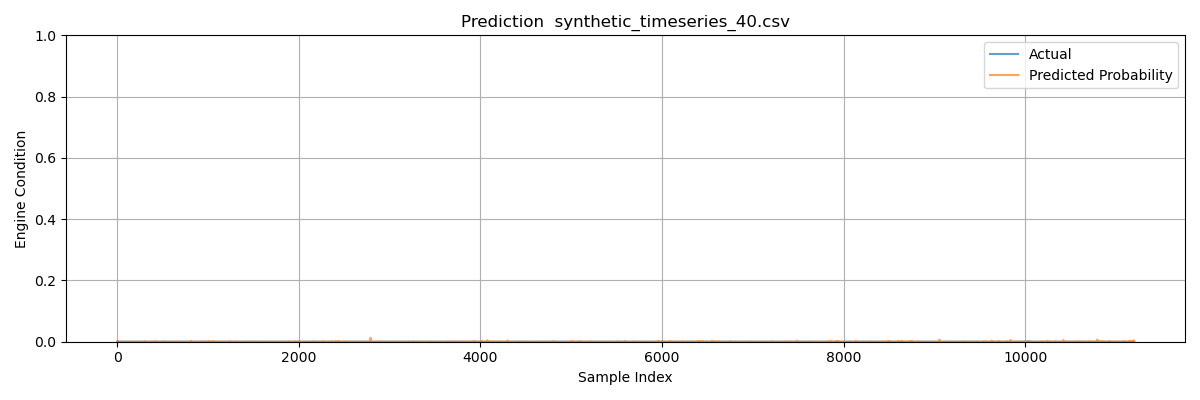 Prediction  synthetic_timeseries_40.csv
1.0
0.8
0.6
0.4
0.2
0.0
Engine Condition
Actual
Predicted Probability
0 2000 4000 6000 8000 10000
Sample Index